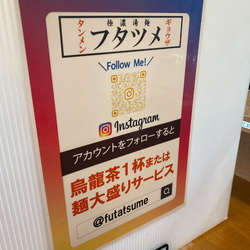 極濃湯麺
タンメン
フタツメ
ギョウザ
Follow Me!
Instagram
アカウントをフォローすると
烏龍茶1杯または
麺大盛りサービス
@futatsume